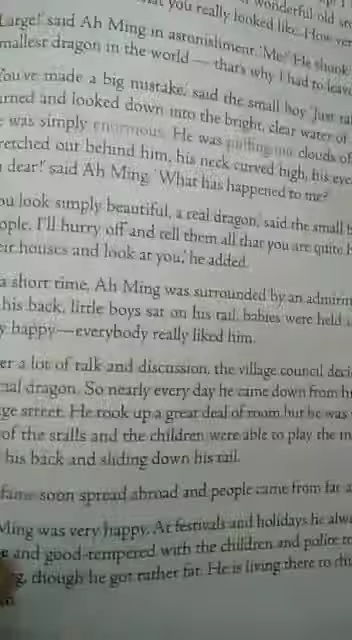 you really looked like. How very
wonderful old
Large!' said Ah Ming in astonishment. 'Me!' He shook
smallest dragon in the world — that's why I had to leave
You've made a big mistake,' said the small boy. 'Just
turned and looked down into the bright, clear water of
was simply enormous. He was puffing out clouds of
stretched out behind him, his neck curved high, his eyes
dear!' said Ah Ming. 'What has happened to me?'
you look simply beautiful, a real dragon,' said the small
people. I'll hurry off and tell them all that you are quite
their houses and look at you,' he added.
a short time, Ah Ming was surrounded by an admiring
his back, little boys sat on his tail, babies were held
happy—everybody really liked him.
er a lot of talk and discussion, the village council
cial dragon. So nearly every day he came down from
ge street. He took up a great deal of room but he was
of the stalls and the children were able to play the
his back and sliding down his tail.
fame soon spread abroad and people came from far
Ming was very happy. At festivals and holidays he
and good-tempered with the children and polite to
though he got rather fat. He is living there to